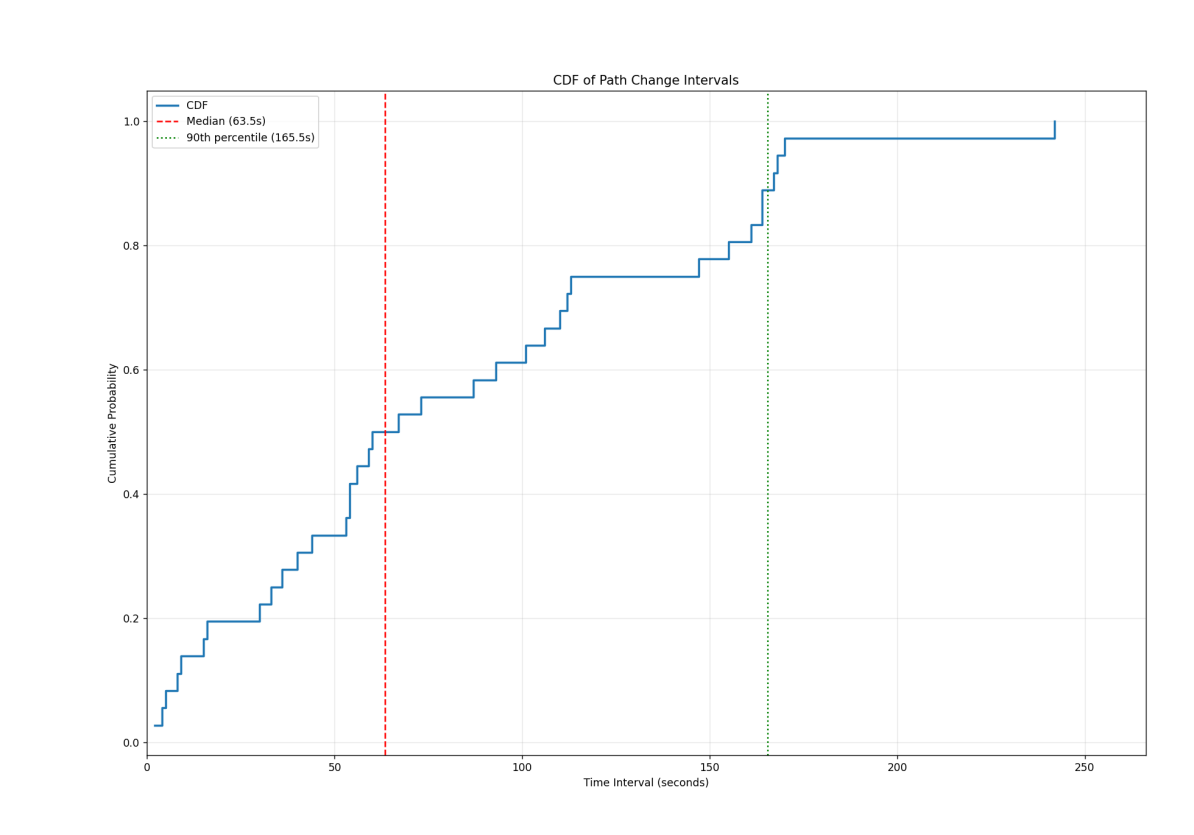 CDF of Path Change Intervals
CDF
Median (63.5s)
90th percentile (165.5s)
1.0
0.8
0.6
0.4
0.2
0.0
Cumulative Probability
0 50 100 150 200 250
Time Interval (seconds)